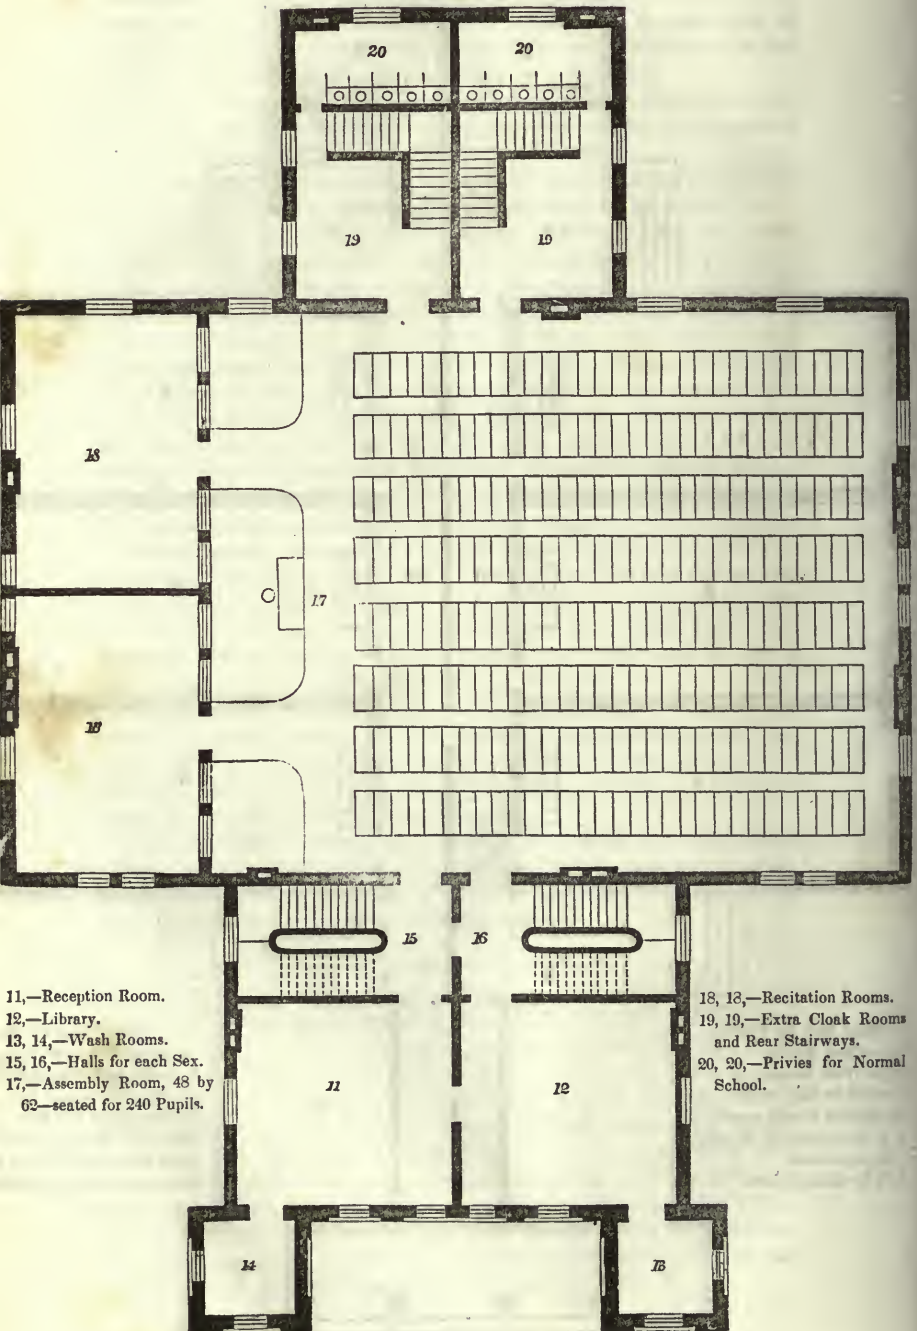 20 20
19 19
18
17
18
15 16
11,—Reception Room.
12,—Library.
13, 14,—Wash Rooms.
15, 16,—Halls for each Sex.
17,—Assembly Room, 48 by
62—seated for 240 Pupils.
18, 18,—Recitation Rooms.
19, 19,—Extra Cloak Rooms
and Rear Stairways.
20, 20,—Privies for Normal
School.
11 12
14 13